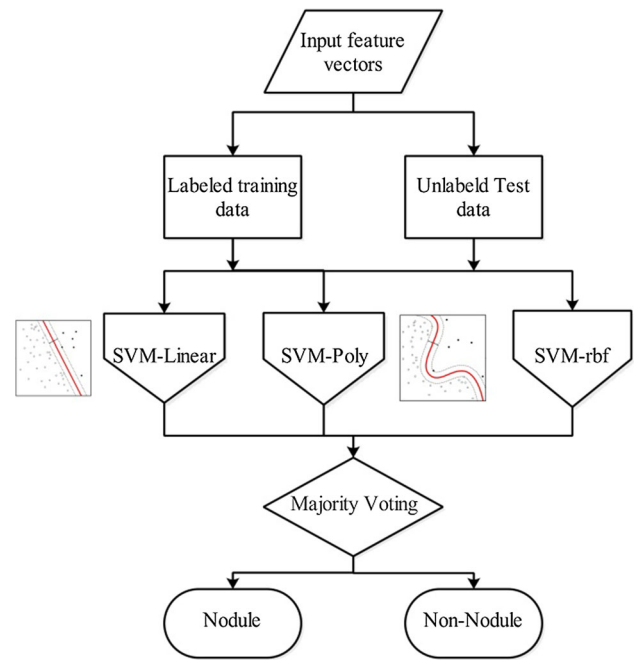 Input feature
vectors
Labeled training
data
Unlabeld Test
data
SVM-Linear
SVM-Poly
SVM-rbf
Majority Voting
Nodule
Non-Nodule